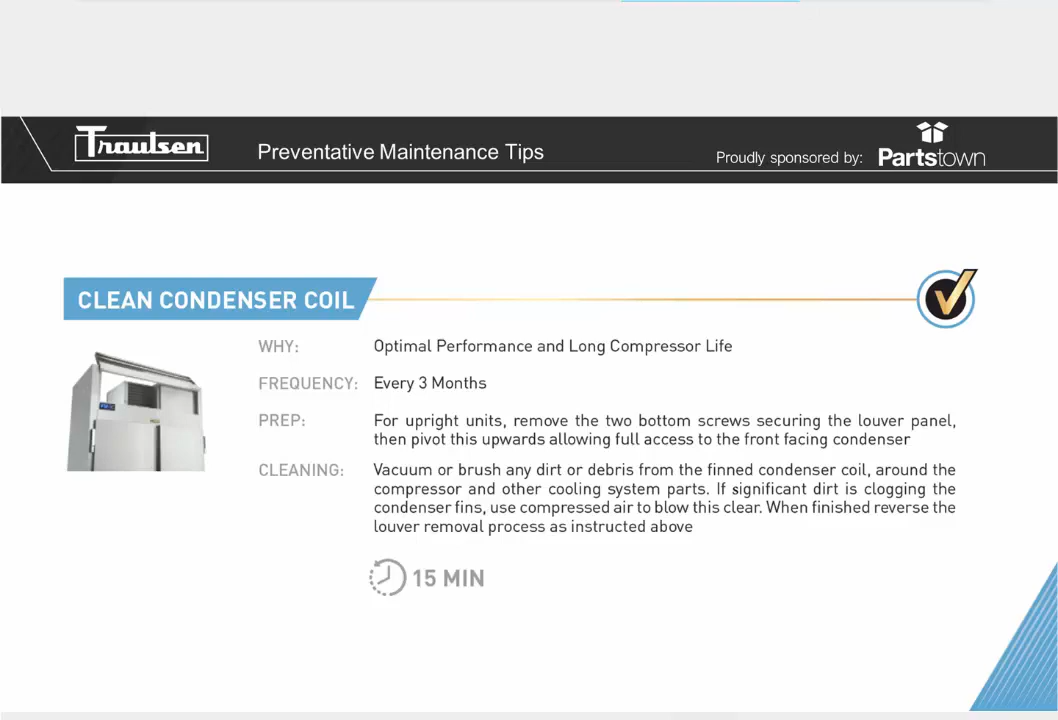 Traulsen
Preventative Maintenance Tips
Proudly sponsored by:
Partstown
CLEAN CONDENSER COIL
WHY:
Optimal Performance and Long Compressor Life
FREQUENCY:
Every 3 Months
PREP:
For upright units, remove the two bottom screws securing the louver panel,
then pivot this upwards allowing full access to the front facing condenser
CLEANING:
Vacuum or brush any dirt or debris from the finned condenser coil, around the
compressor and other cooling system parts. If significant dirt is clogging the
condenser fins, use compressed air to blow this clear. When finished reverse the
louver removal process as instructed above
15 MIN